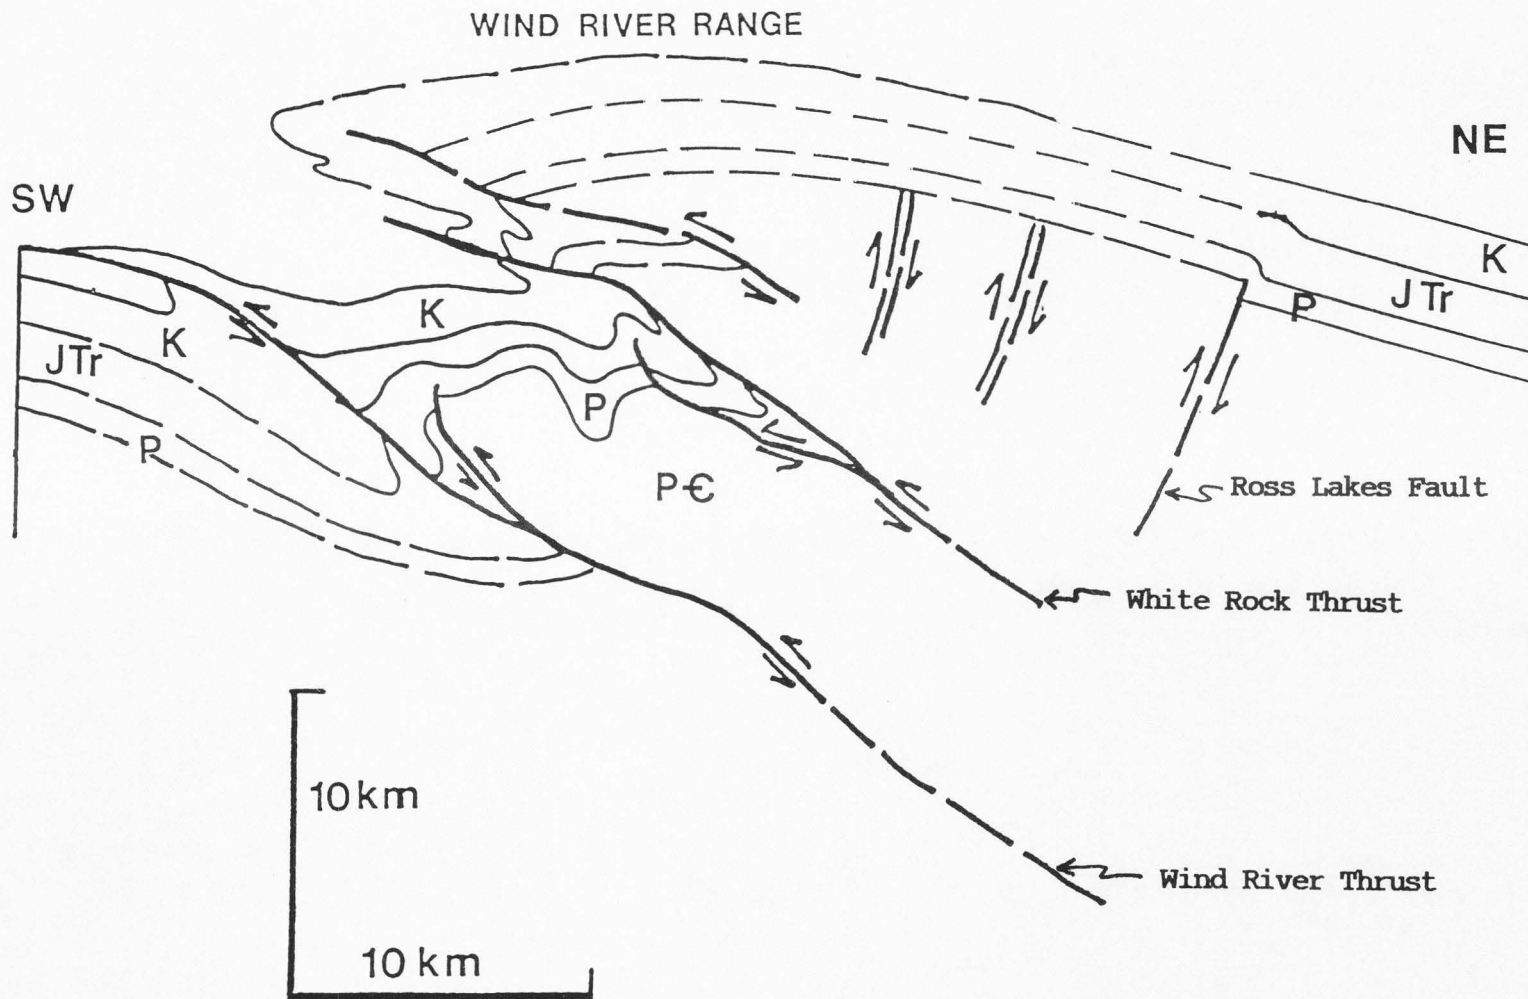 WIND RIVER RANGE
NE
SW
K
K
JTr
P
K
JTr
P
P
P€
Ross Lakes Fault
White Rock Thrust
Wind River Thrust
10 km
10 km